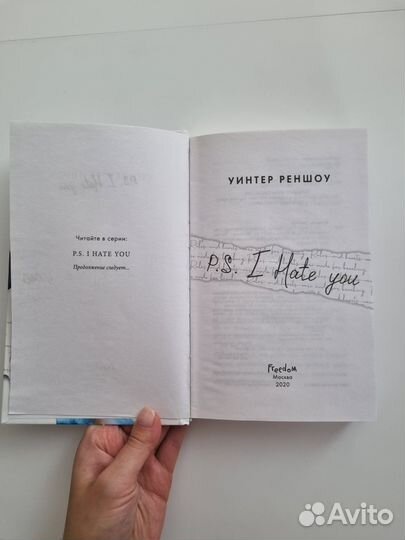 Читайте в серии:
P.S. I HATE YOU
Продолжение следует...
УИНТЕР РЕНШОУ
P.S. I Hate you
Freedom
Москва
2020
Avito